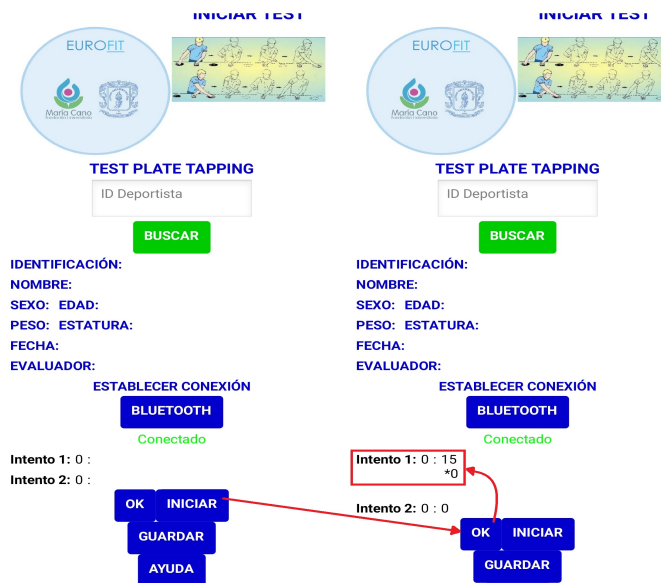 INICIAR TEST
EUROFIT
María Cano
TEST PLATE TAPPING
ID Deportista
BUSCAR
IDENTIFICACIÓN:
NOMBRE:
SEXO: EDAD:
PESO: ESTATURA:
FECHA:
EVALUADOR:
ESTABLECER CONEXIÓN
BLUETOOTH
Conectado
Intento 1: 0 :
Intento 2: 0 :
OK INICIAR
GUARDAR
AYUDA
INICIAR TEST
EUROFIT
María Cano
TEST PLATE TAPPING
ID Deportista
BUSCAR
IDENTIFICACIÓN:
NOMBRE:
SEXO: EDAD:
PESO: ESTATURA:
FECHA:
EVALUADOR:
ESTABLECER CONEXIÓN
BLUETOOTH
Conectado
Intento 1: 0 : 15
*0
Intento 2: 0 : 0
OK INICIAR
GUARDAR